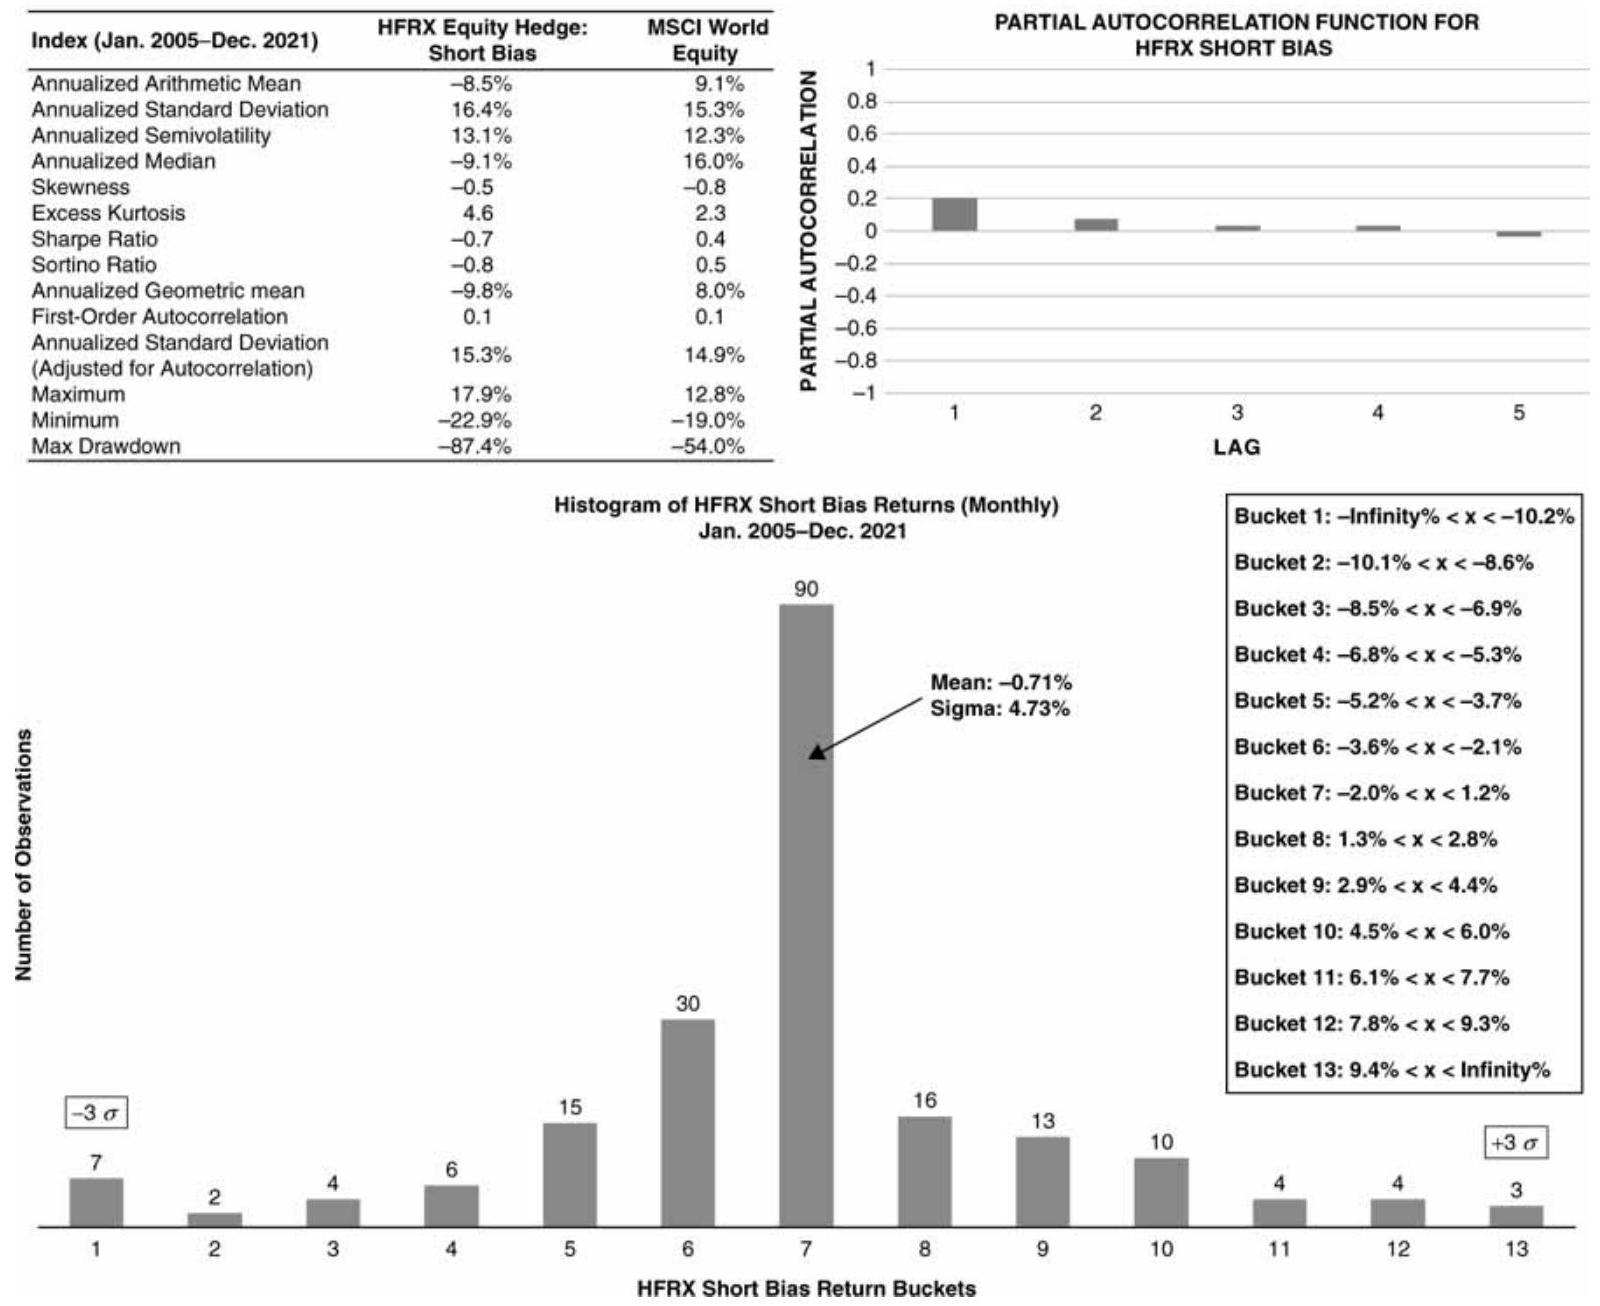 Index (Jan. 2005–Dec. 2021) HFRX Equity Hedge: Short Bias MSCI World Equity
Annualized Arithmetic Mean –8.5% 9.1%
Annualized Standard Deviation 16.4% 15.3%
Annualized Semivolatility 13.1% 12.3%
Annualized Median –9.1% 16.0%
Skewness –0.5 –0.8
Excess Kurtosis 4.6 2.3
Sharpe Ratio –0.7 0.4
Sortino Ratio –0.8 0.5
Annualized Geometric mean –9.8% 8.0%
First-Order Autocorrelation 0.1 0.1
Annualized Standard Deviation
(Adjusted for Autocorrelation) 15.3% 14.9%
Maximum 17.9% 12.8%
Minimum –22.9% –19.0%
Max Drawdown –87.4% –54.0%
PARTIAL AUTOCORRELATION FUNCTION FOR
HFRX SHORT BIAS
PARTIAL AUTOCORRELATION
1
0.8
0.6
0.4
0.2
0
–0.2
–0.4
–0.6
–0.8
–1
1 2 3 4 5
LAG
Histogram of HFRX Short Bias Returns (Monthly)
Jan. 2005–Dec. 2021
Number of Observations
Mean: –0.71%
Sigma: 4.73%
–3 σ
+3 σ
7 2 4 6 15 30 90 16 13 10 4 4 3
1 2 3 4 5 6 7 8 9 10 11 12 13
HFRX Short Bias Return Buckets
Bucket 1: –Infinity% < x < –10.2%
Bucket 2: –10.1% < x < –8.6%
Bucket 3: –8.5% < x < –6.9%
Bucket 4: –6.8% < x < –5.3%
Bucket 5: –5.2% < x < –3.7%
Bucket 6: –3.6% < x < –2.1%
Bucket 7: –2.0% < x < 1.2%
Bucket 8: 1.3% < x < 2.8%
Bucket 9: 2.9% < x < 4.4%
Bucket 10: 4.5% < x < 6.0%
Bucket 11: 6.1% < x < 7.7%
Bucket 12: 7.8% < x < 9.3%
Bucket 13: 9.4% < x < Infinity%